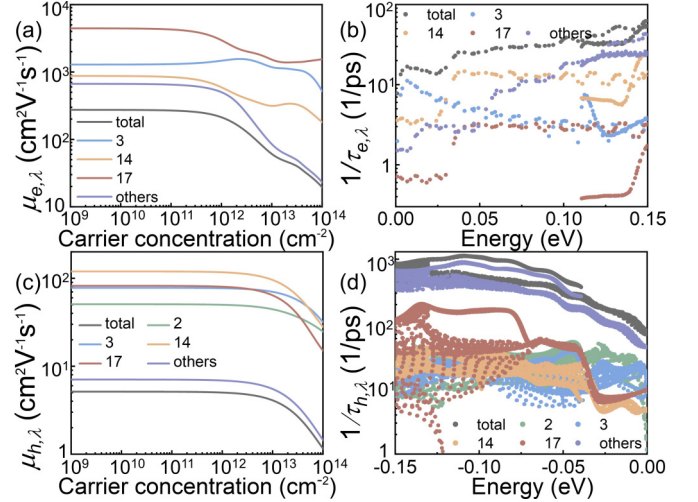 (a)
μe,λ (cm²V⁻¹s⁻¹)
10⁴
10³
10²
10
total
3
14
17
others
10⁹ 10¹⁰ 10¹¹ 10¹² 10¹³ 10¹⁴
Carrier concentration (cm⁻²)
(b)
1/τe,λ (1/ps)
10²
10¹
1
total 3
14 17 others
0.00 0.05 0.10 0.15
Energy (eV)
(c)
μh,λ (cm²V⁻¹s⁻¹)
10²
10¹
1
total 2
3 14
17 others
10⁹ 10¹⁰ 10¹¹ 10¹² 10¹³ 10¹⁴
Carrier concentration (cm⁻²)
(d)
1/τh,λ (1/ps)
10³
10²
10
1
total 2 3
14 17 others
-0.15 -0.10 -0.05 0.00
Energy (eV)